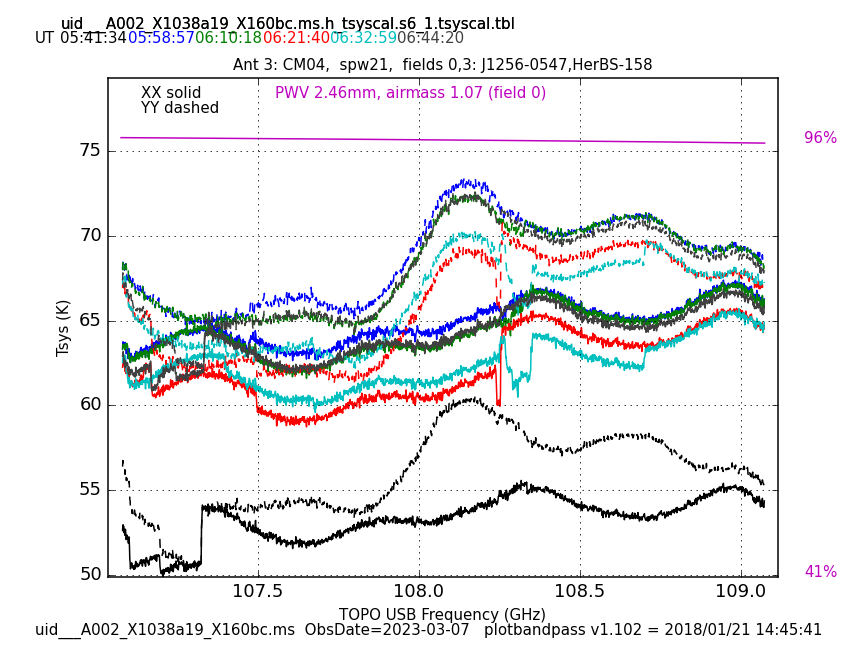 uid___A002_X1038a19_X160bc.ms.h_tsyscal.s6_1.tsyscal.tbl
UT 05:41:34 05:58:57 06:10:18 06:21:40 06:32:59 06:44:20
Ant 3: CM04,  spw21,  fields 0,3: J1256-0547,HerBS-158
XX solid
YY dashed
PWV 2.46mm, airmass 1.07 (field 0)
96%
75
70
65
60
55
50
Tsys (K)
41%
107.5 108.0 108.5 109.0
TOPO USB Frequency (GHz)
uid___A002_X1038a19_X160bc.ms  ObsDate=2023-03-07   plotbandpass v1.102 = 2018/01/21 14:45:41